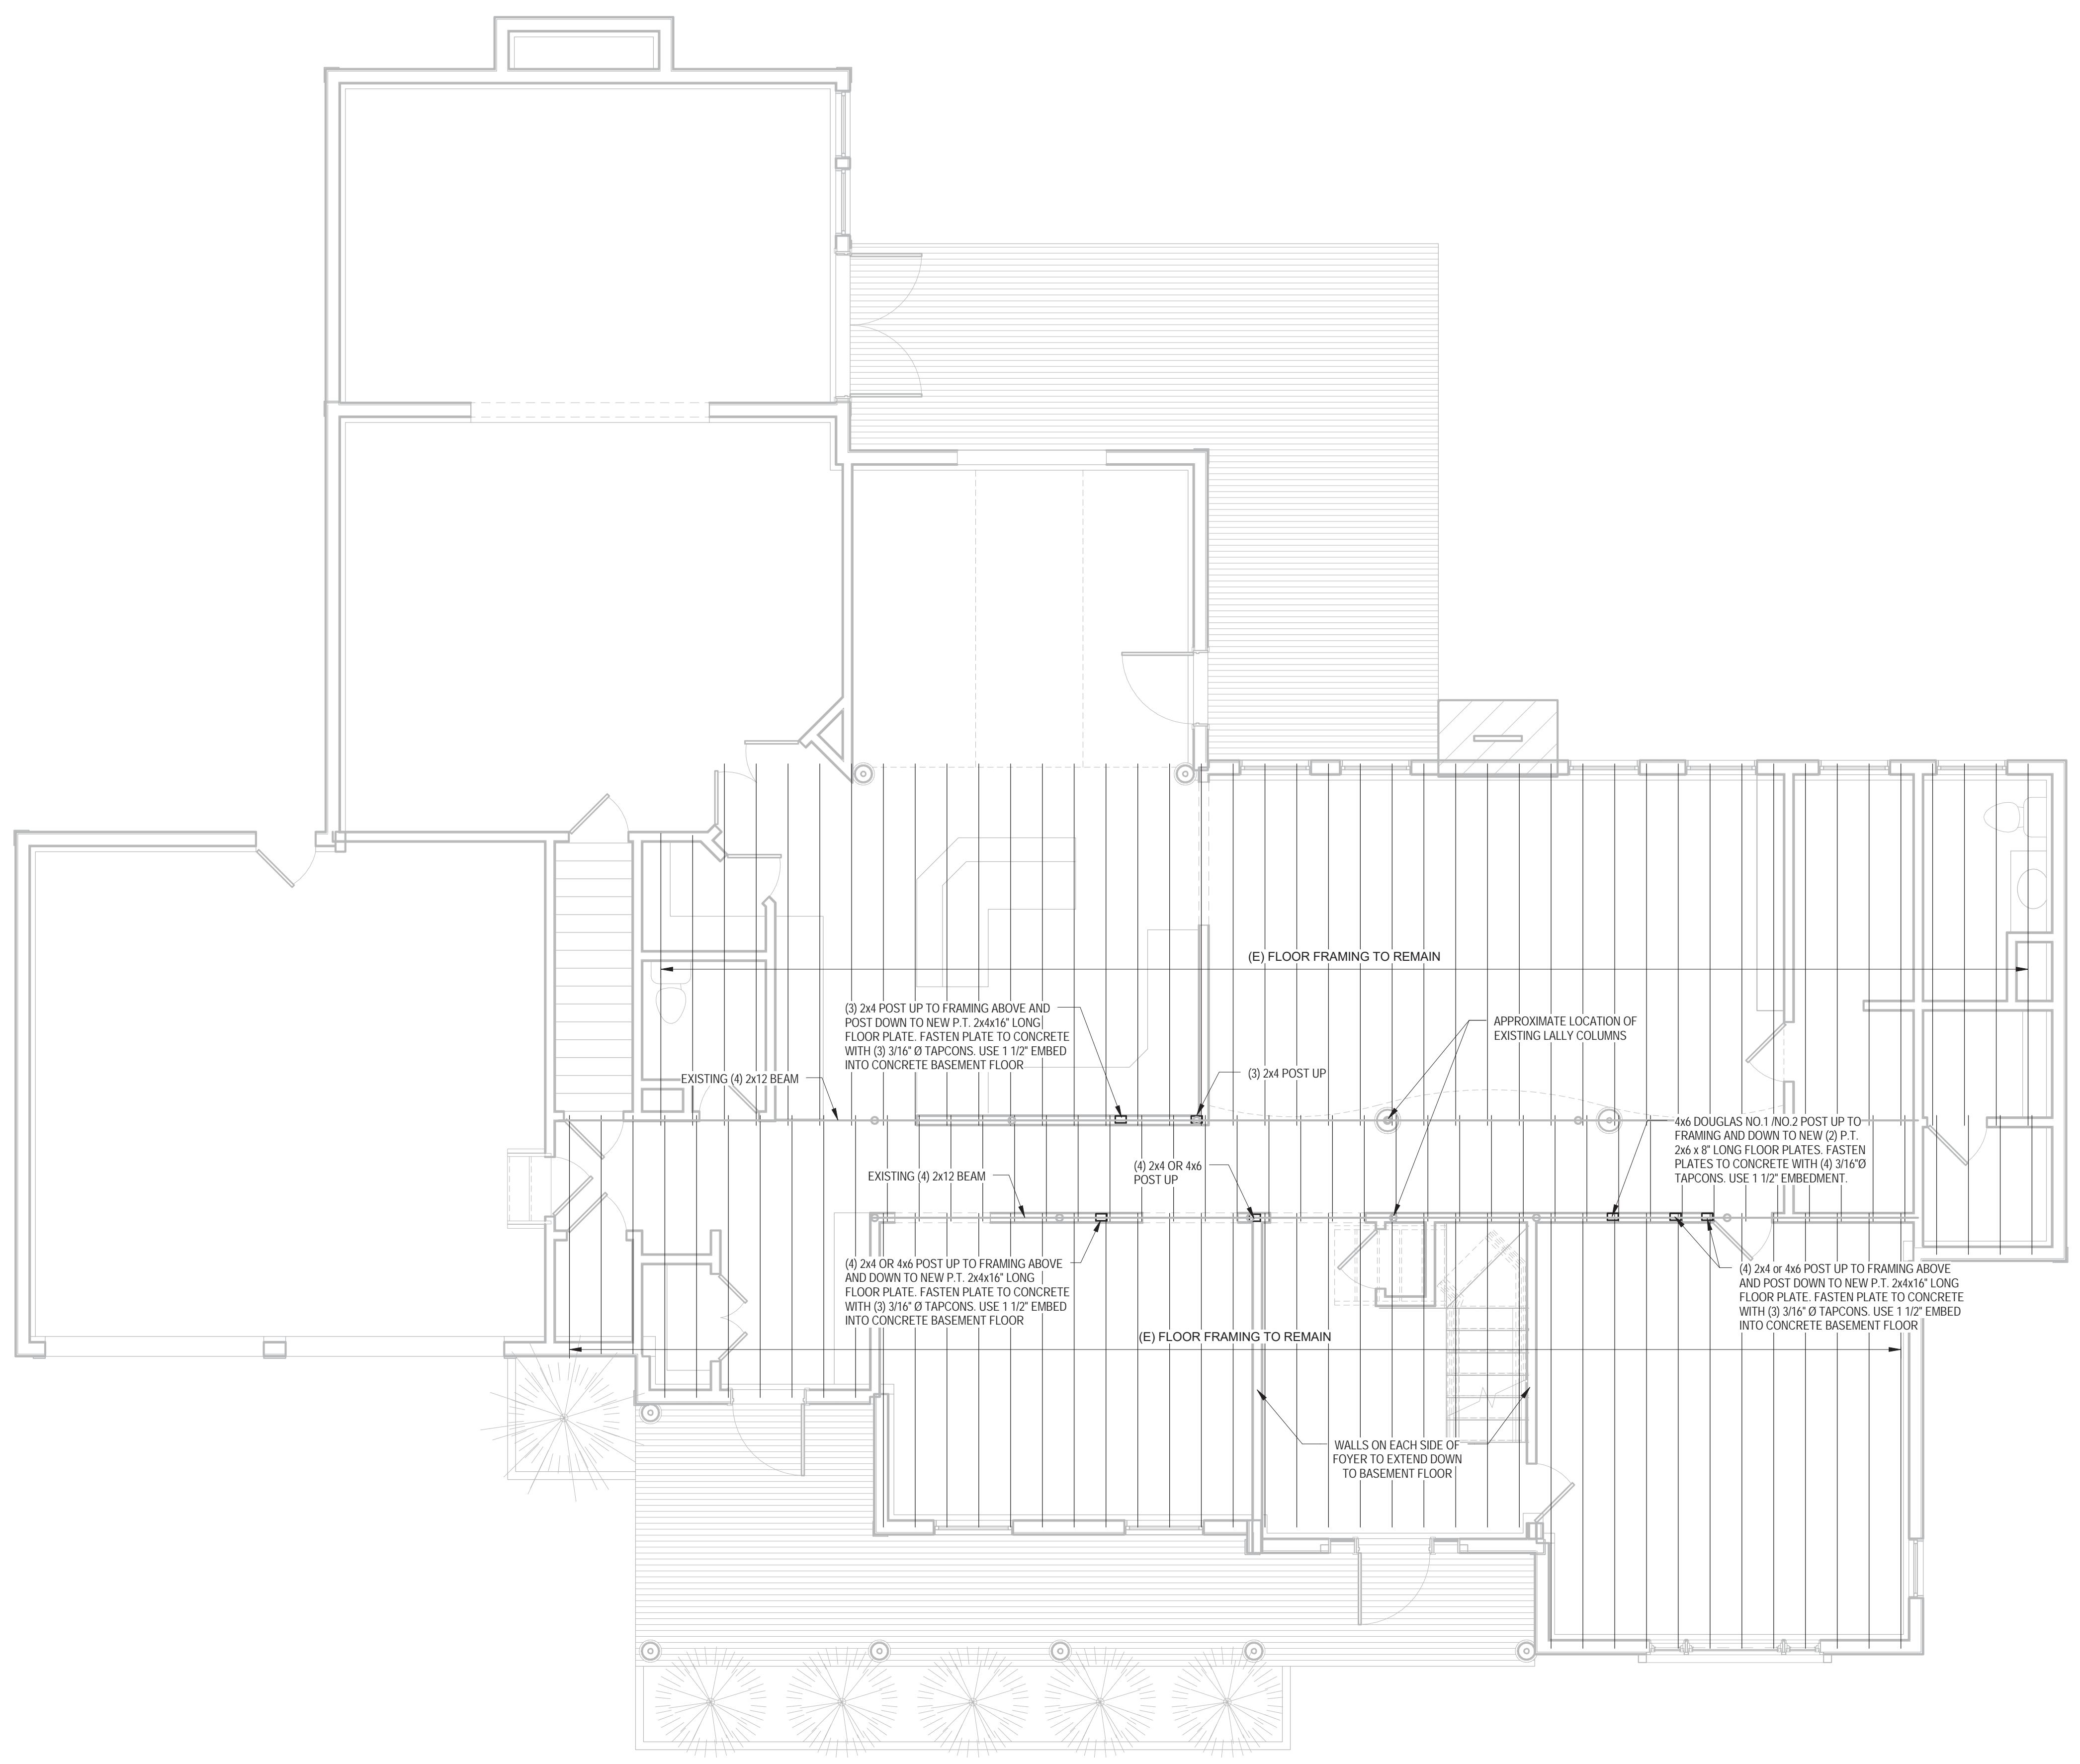 (E) FLOOR FRAMING TO REMAIN
(3) 2x4 POST UP TO FRAMING ABOVE AND
POST DOWN TO NEW P.T. 2x4x16" LONG
FLOOR PLATE. FASTEN PLATE TO CONCRETE
WITH (3) 3/16" Ø TAPCONS. USE 1 1/2" EMBED
INTO CONCRETE BASEMENT FLOOR
APPROXIMATE LOCATION OF
EXISTING LALLY COLUMNS
EXISTING (4) 2x12 BEAM
(3) 2x4 POST UP
4x6 DOUGLAS NO.1 /NO.2 POST UP TO
FRAMING AND DOWN TO NEW (2) P.T.
2x6 x 8" LONG FLOOR PLATES. FASTEN
PLATES TO CONCRETE WITH (4) 3/16"Ø
TAPCONS. USE 1 1/2" EMBEDMENT.
EXISTING (4) 2x12 BEAM
(4) 2x4 OR 4x6
POST UP
(4) 2x4 OR 4x6 POST UP TO FRAMING ABOVE
AND DOWN TO NEW P.T. 2x4x16" LONG
FLOOR PLATE. FASTEN PLATE TO CONCRETE
WITH (3) 3/16" Ø TAPCONS. USE 1 1/2" EMBED
INTO CONCRETE BASEMENT FLOOR
(4) 2x4 or 4x6 POST UP TO FRAMING ABOVE
AND POST DOWN TO NEW P.T. 2x4x16" LONG
FLOOR PLATE. FASTEN PLATE TO CONCRETE
WITH (3) 3/16" Ø TAPCONS. USE 1 1/2" EMBED
INTO CONCRETE BASEMENT FLOOR
(E) FLOOR FRAMING TO REMAIN
WALLS ON EACH SIDE OF
FOYER TO EXTEND DOWN
TO BASEMENT FLOOR